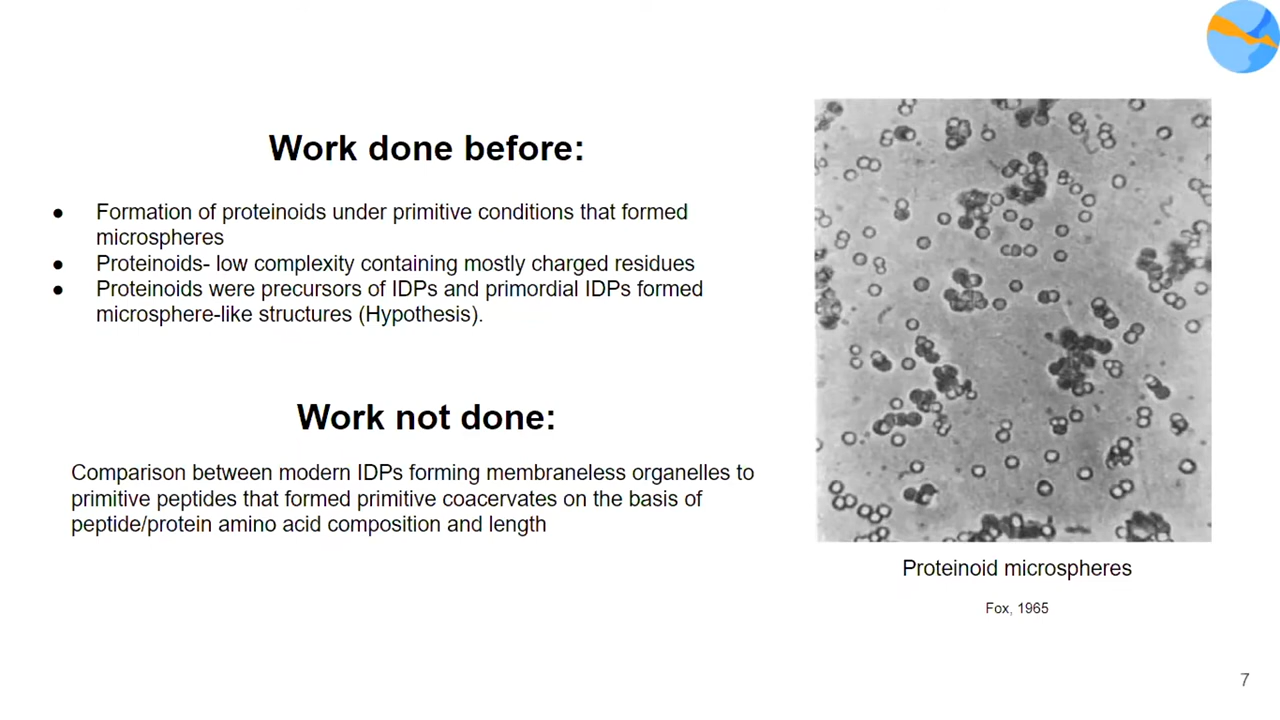 Work done before:
● Formation of proteinoids under primitive conditions that formed
microspheres
● Proteinoids- low complexity containing mostly charged residues
● Proteinoids were precursors of IDPs and primordial IDPs formed
microsphere-like structures (Hypothesis).
Work not done:
Comparison between modern IDPs forming membraneless organelles to
primitive peptides that formed primitive coacervates on the basis of
peptide/protein amino acid composition and length
Proteinoid microspheres
Fox, 1965
7